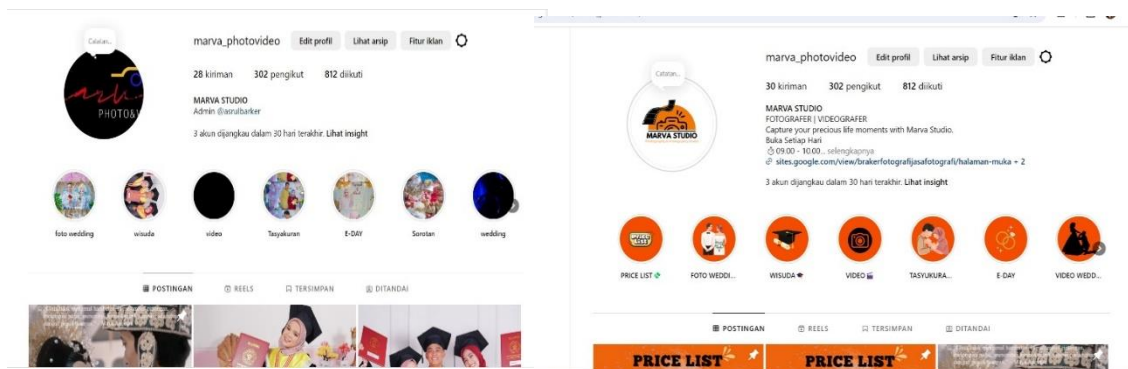 Catatan...
marva_photovideo Edit profil Lihat arsip Fitur iklan
28 kiriman 302 pengikut 812 diikuti
MARVA STUDIO
Admin @asrulbarker
3 akun dijangkau dalam 30 hari terakhir. Lihat insight
PHOTO&V
foto wedding wisuda video Tasyakuran E-DAY Sorotan wedding
POSTINGAN REELS TERSIMPAN DITANDAI
Catatan...
marva_photovideo Edit profil Lihat arsip Fitur iklan
30 kiriman 302 pengikut 812 diikuti
MARVA STUDIO
FOTOGRAFER | VIDEOGRAFER
Capture your precious life moments with Marva Studio.
Buka Setiap Hari
09.00 - 10.00... selengkapnya
sites.google.com/view/brakerfotografijasafotografi/halaman-muka + 2
3 akun dijangkau dalam 30 hari terakhir. Lihat insight
MARVA STUDIO
PRICE LIST FOTO WEDDI... WISUDA VIDEO TASYUKURA... E-DAY VIDEO WEDD...
POSTINGAN REELS TERSIMPAN DITANDAI
PRICE LIST PRICE LIST